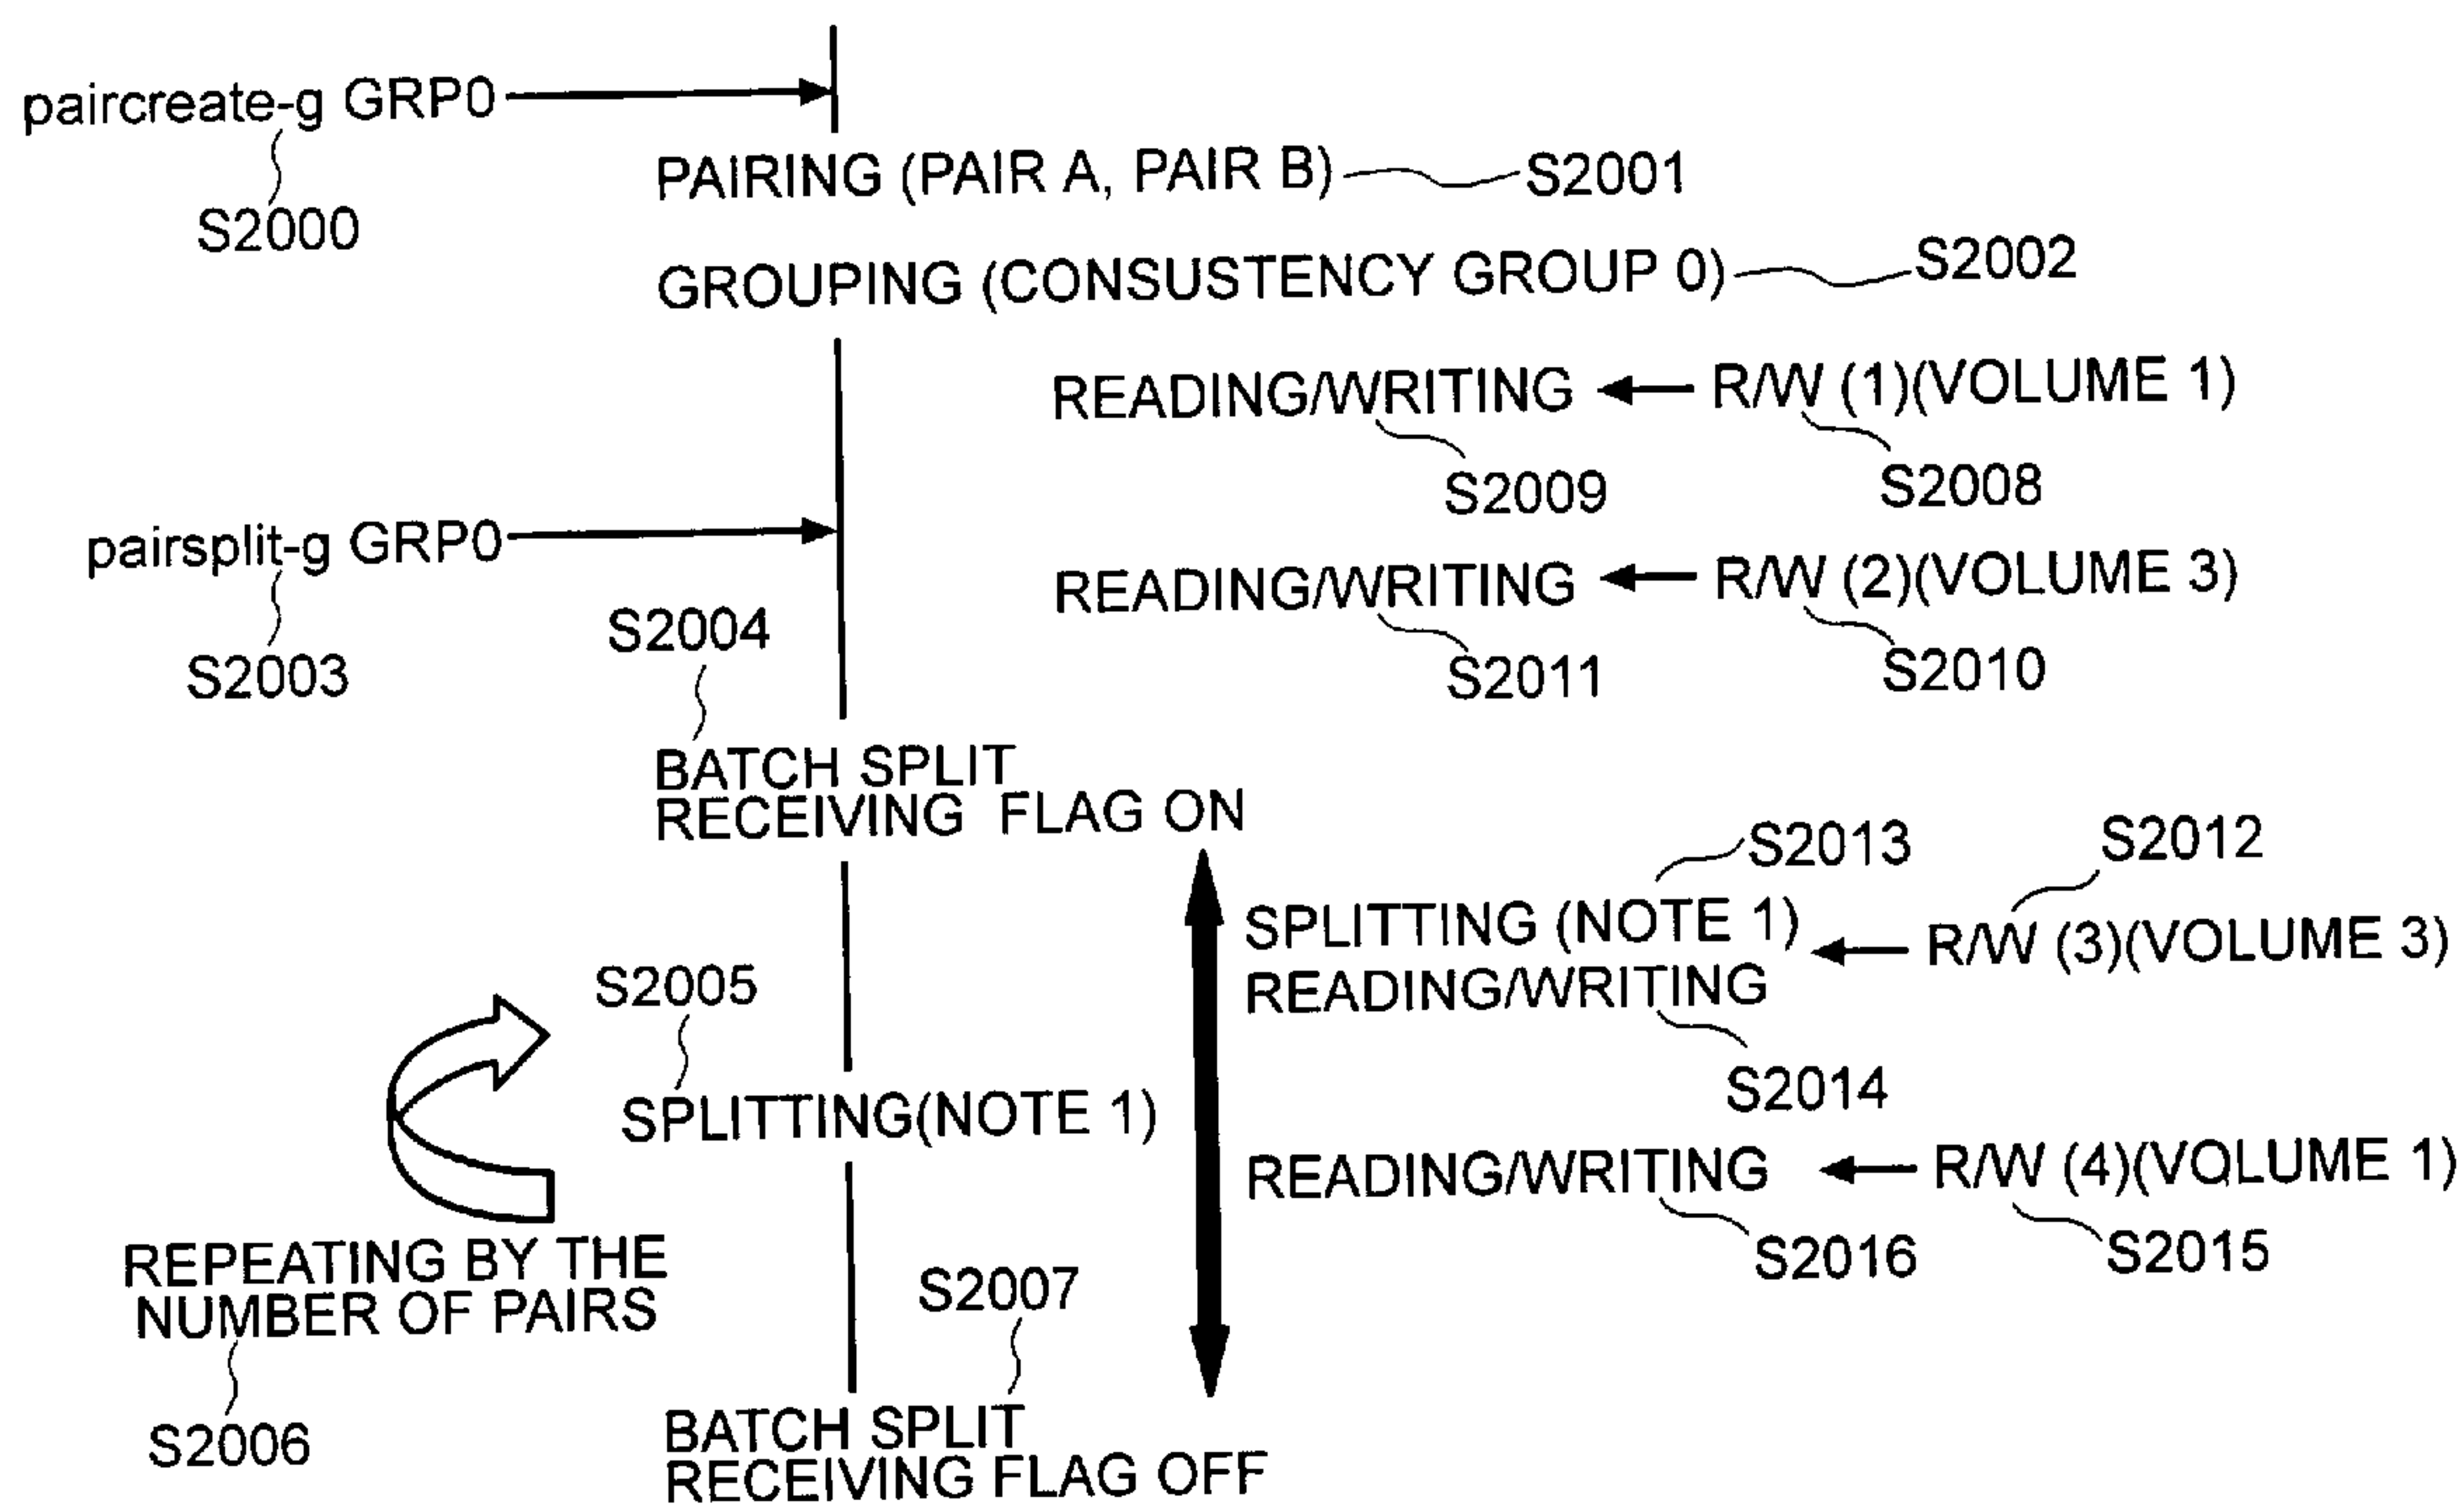 paircreate-g GRP0
S2000
PAIRING (PAIR A, PAIR B)
S2001
GROUPING (CONSUSTENCY GROUP 0)
S2002
READING/WRITING
R/W (1)(VOLUME 1)
S2009
S2008
pairsplit-g GRP0
S2003
READING/WRITING
R/W (2)(VOLUME 3)
S2011
S2010
S2004
BATCH SPLIT
RECEIVING FLAG ON
S2013
S2012
SPLITTING (NOTE 1)
READING/WRITING
R/W (3)(VOLUME 3)
S2014
S2005
SPLITTING(NOTE 1)
READING/WRITING
R/W (4)(VOLUME 1)
S2016
S2015
REPEATING BY THE
NUMBER OF PAIRS
S2006
S2007
BATCH SPLIT
RECEIVING FLAG OFF